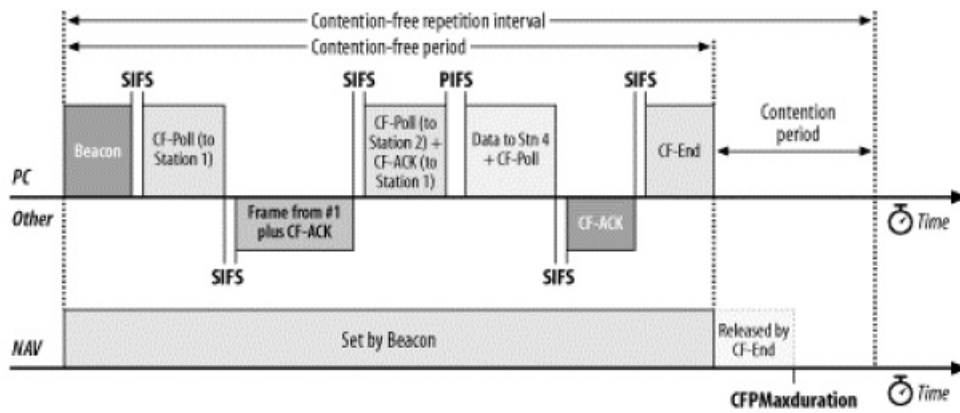 Contention-free repetition interval
Contention-free period
SIFS
SIFS
PIFS
SIFS
Beacon
CF-Poll (to
Station 1)
CF-Poll (to
Station 2) +
CF-ACK (to
Station 1)
Data to Stn 4
+ CF-Poll
CF-End
Contention
period
PC
Other
Frame from #1
plus CF-ACK
CF-ACK
Time
SIFS
SIFS
Set by Beacon
Released by
CF-End
NAV
CFPMaxduration
Time